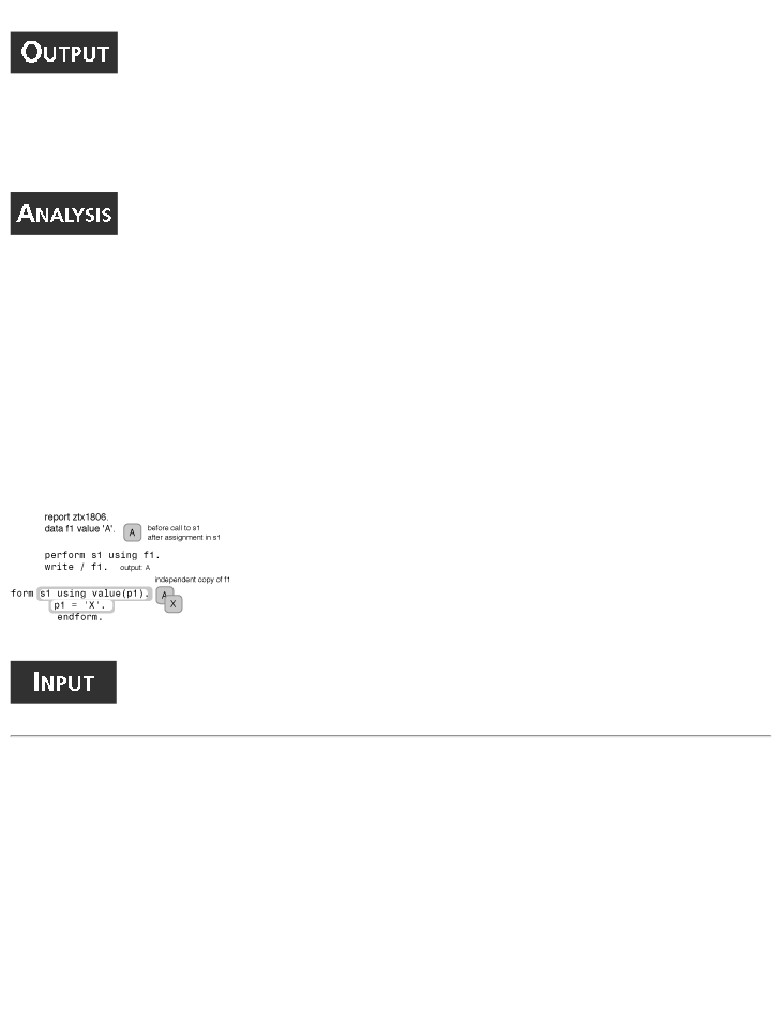 OUTPUT
ANALYSIS
report ztx1806.
data f1 value 'A'.
A
before call to s1
after assignment in s1
perform s1 using f1.
write / f1. output: A
independent copy of f1
form s1 using value(p1). A
p1 = 'X'. X
endform.
INPUT